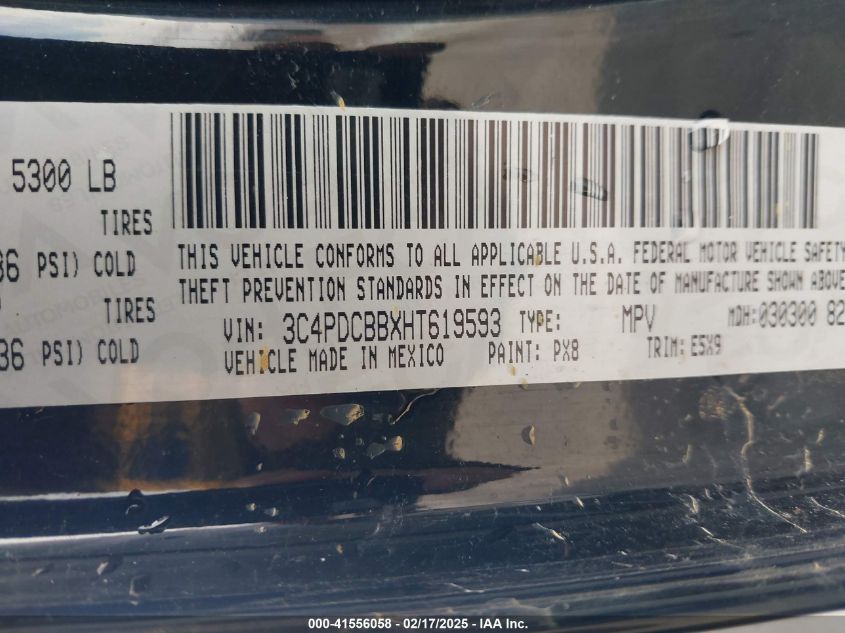 5300 LB
TIRES
36 PSI) COLD
TIRES
36 PSI) COLD
THIS VEHICLE CONFORMS TO ALL APPLICABLE U.S.A. FEDERAL MOTOR VEHICLE SAFETY
THEFT PREVENTION STANDARDS IN EFFECT ON THE DATE OF MANUFACTURE SHOWN ABOVE
VIN: 3C4PDCBBXHT619593 TYPE: MPV MDH:030300 82
VEHICLE MADE IN MEXICO PAINT: PX8 TRIM: E5X9
000-41556058 — 02/17/2025 — IAA Inc.